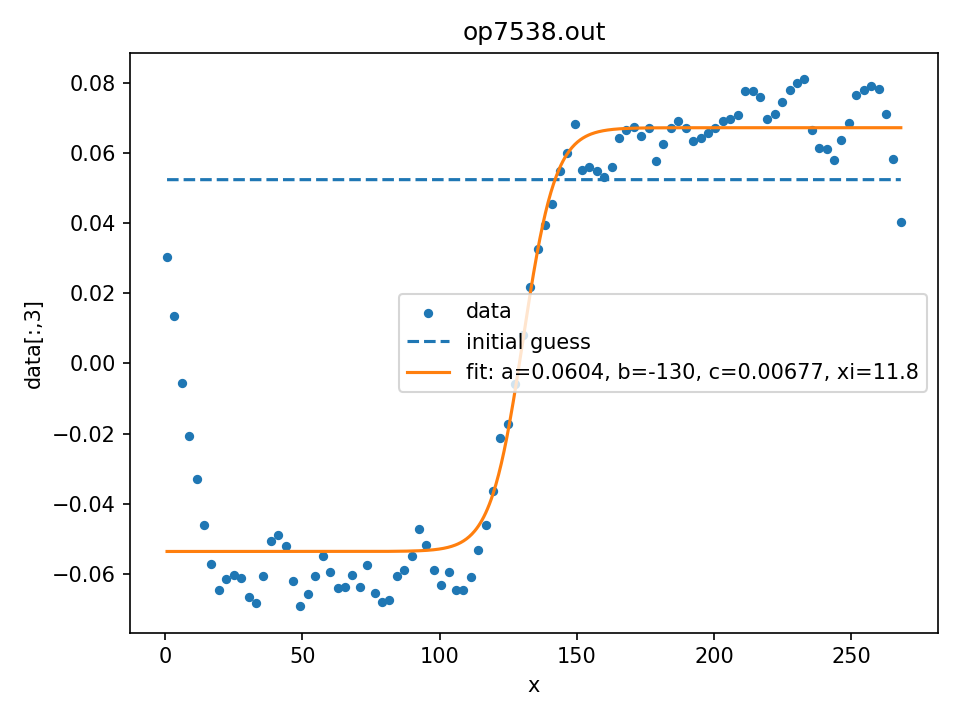 op7538.out
0.08
0.06
0.04
0.02
0.00
−0.02
−0.04
−0.06
data[:,3]
data
initial guess
fit: a=0.0604, b=-130, c=0.00677, xi=11.8
0 50 100 150 200 250
x